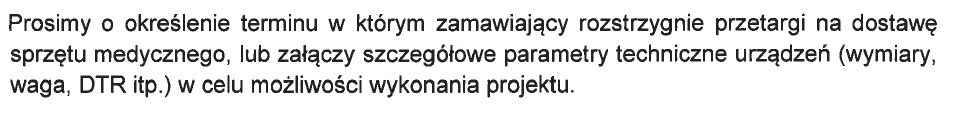 Prosimy o określenie terminu w którym zamawiający rozstrzygnie przetargi na dostawę
sprzętu medycznego, lub załączy szczegółowe parametry techniczne urządzeń (wymiary,
waga, DTR itp.) w celu możliwości wykonania projektu.